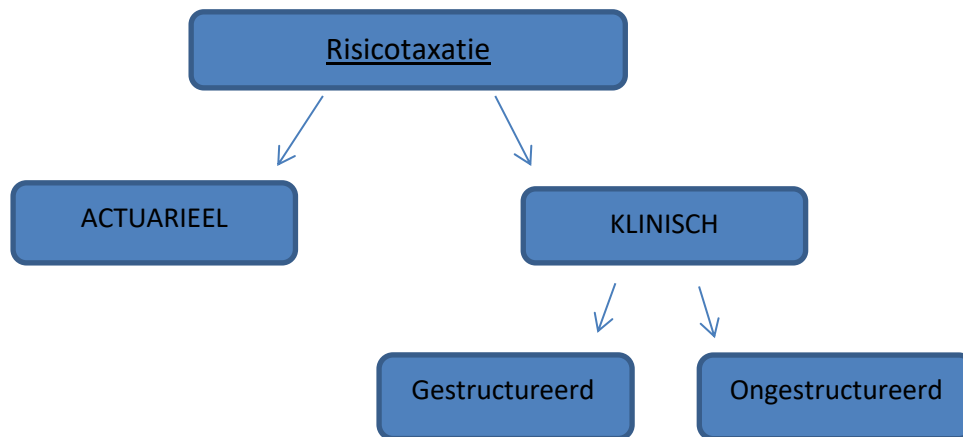 Risicotaxatie
ACTUARIEEL
KLINISCH
Gestructureerd
Ongestructureerd